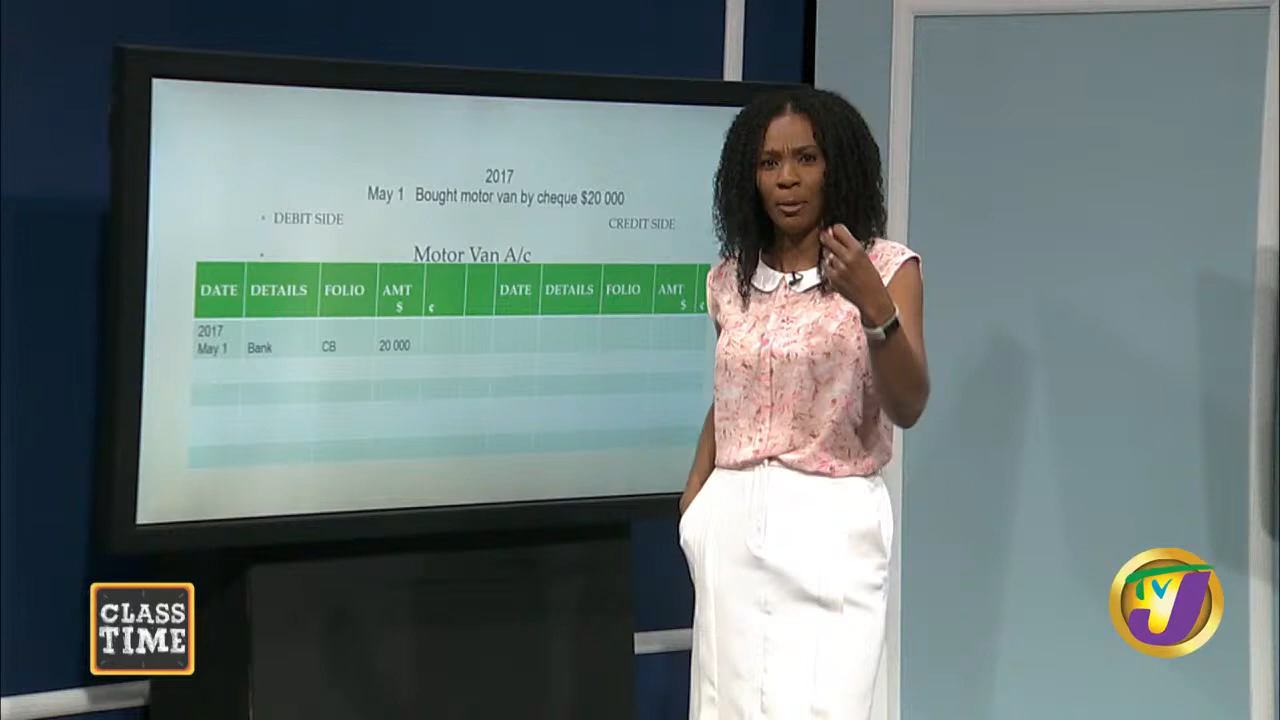 2017
May 1 Bought motor van by cheque $20 000
• DEBIT SIDE CREDIT SIDE
• Motor Van A/c
DATE DETAILS FOLIO AMT DATE DETAILS FOLIO AMT
$ ¢ $ ¢
2017
May 1 Bank CB 20 000
CLASS
TIME
TVJ